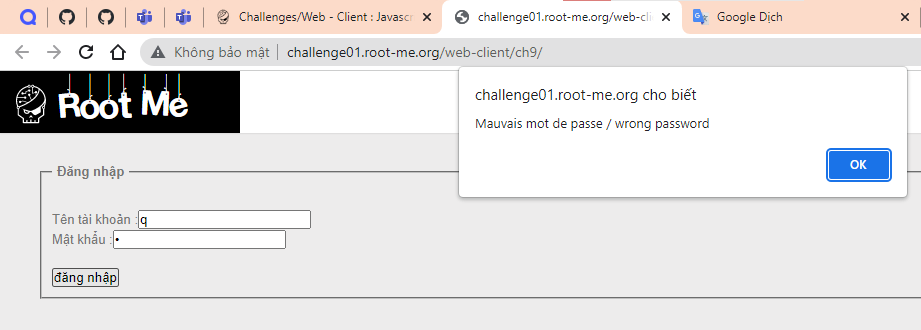 Challenges/Web - Client : Javascr
challenge01.root-me.org/web-clie
Google Dịch
Không bảo mật | challenge01.root-me.org/web-client/ch9/
Root Me
challenge01.root-me.org cho biết
Mauvais mot de passe / wrong password
OK
Đăng nhập
Tên tài khoản :q
Mật khẩu :•
đăng nhập